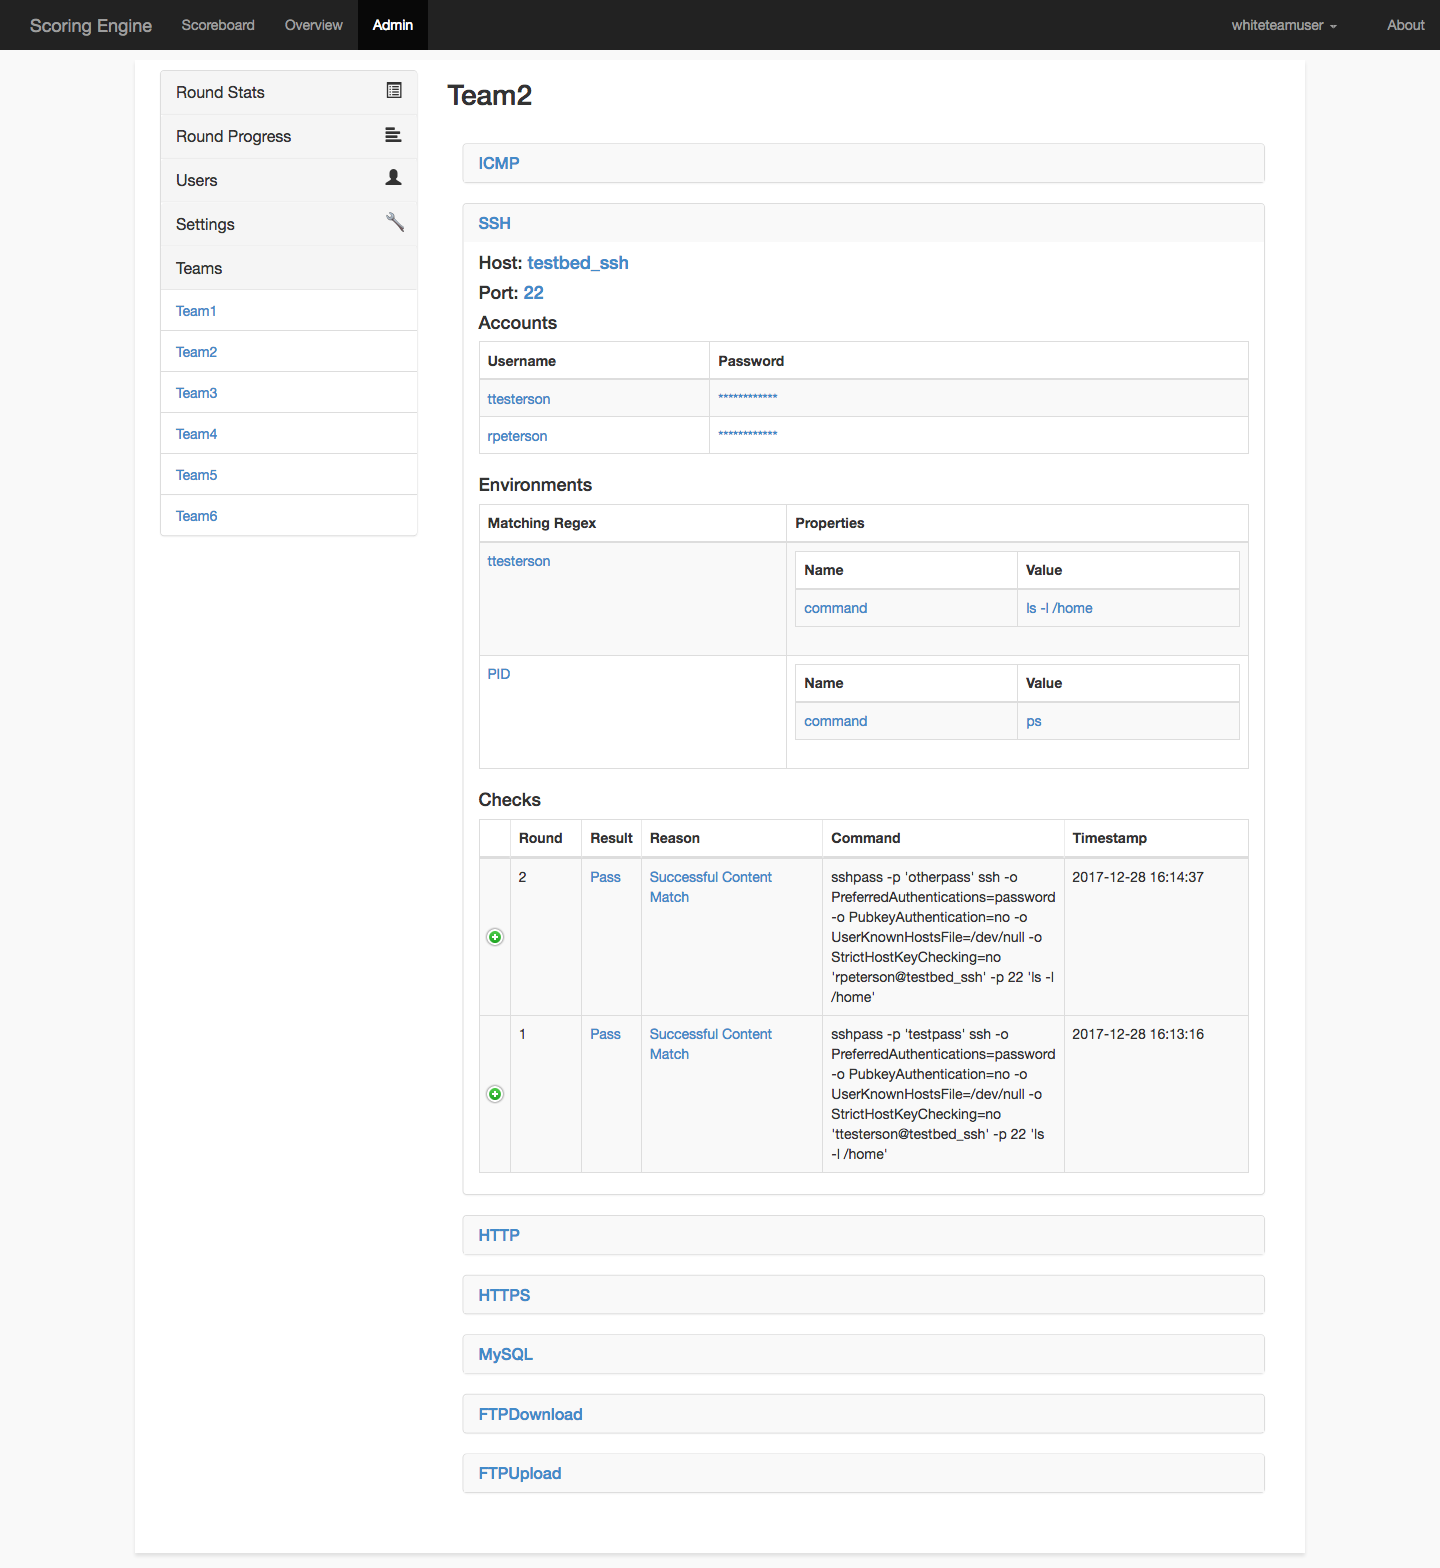 Scoring Engine Scoreboard Overview Admin whiteteamuser About
Round Stats
Round Progress
Users
Settings
Teams
Team1
Team2
Team3
Team4
Team5
Team6
Team2
ICMP
SSH
Host: testbed_ssh
Port: 22
Accounts
Username Password
ttesterson ************
rpeterson ************
Environments
Matching Regex Properties
ttesterson
Name Value
command ls -l /home
PID
Name Value
command ps
Checks
Round Result Reason Command Timestamp
2 Pass Successful Content sshpass -p 'otherpass' ssh -o 2017-12-28 16:14:37
Match PreferredAuthentications=password
-o PubkeyAuthentication=no -o
UserKnownHostsFile=/dev/null -o
StrictHostKeyChecking=no
'rpeterson@testbed_ssh' -p 22 'ls -l
/home'
1 Pass Successful Content sshpass -p 'testpass' ssh -o 2017-12-28 16:13:16
Match PreferredAuthentications=password
-o PubkeyAuthentication=no -o
UserKnownHostsFile=/dev/null -o
StrictHostKeyChecking=no
'ttesterson@testbed_ssh' -p 22 'ls
-l /home'
HTTP
HTTPS
MySQL
FTPDownload
FTPUpload